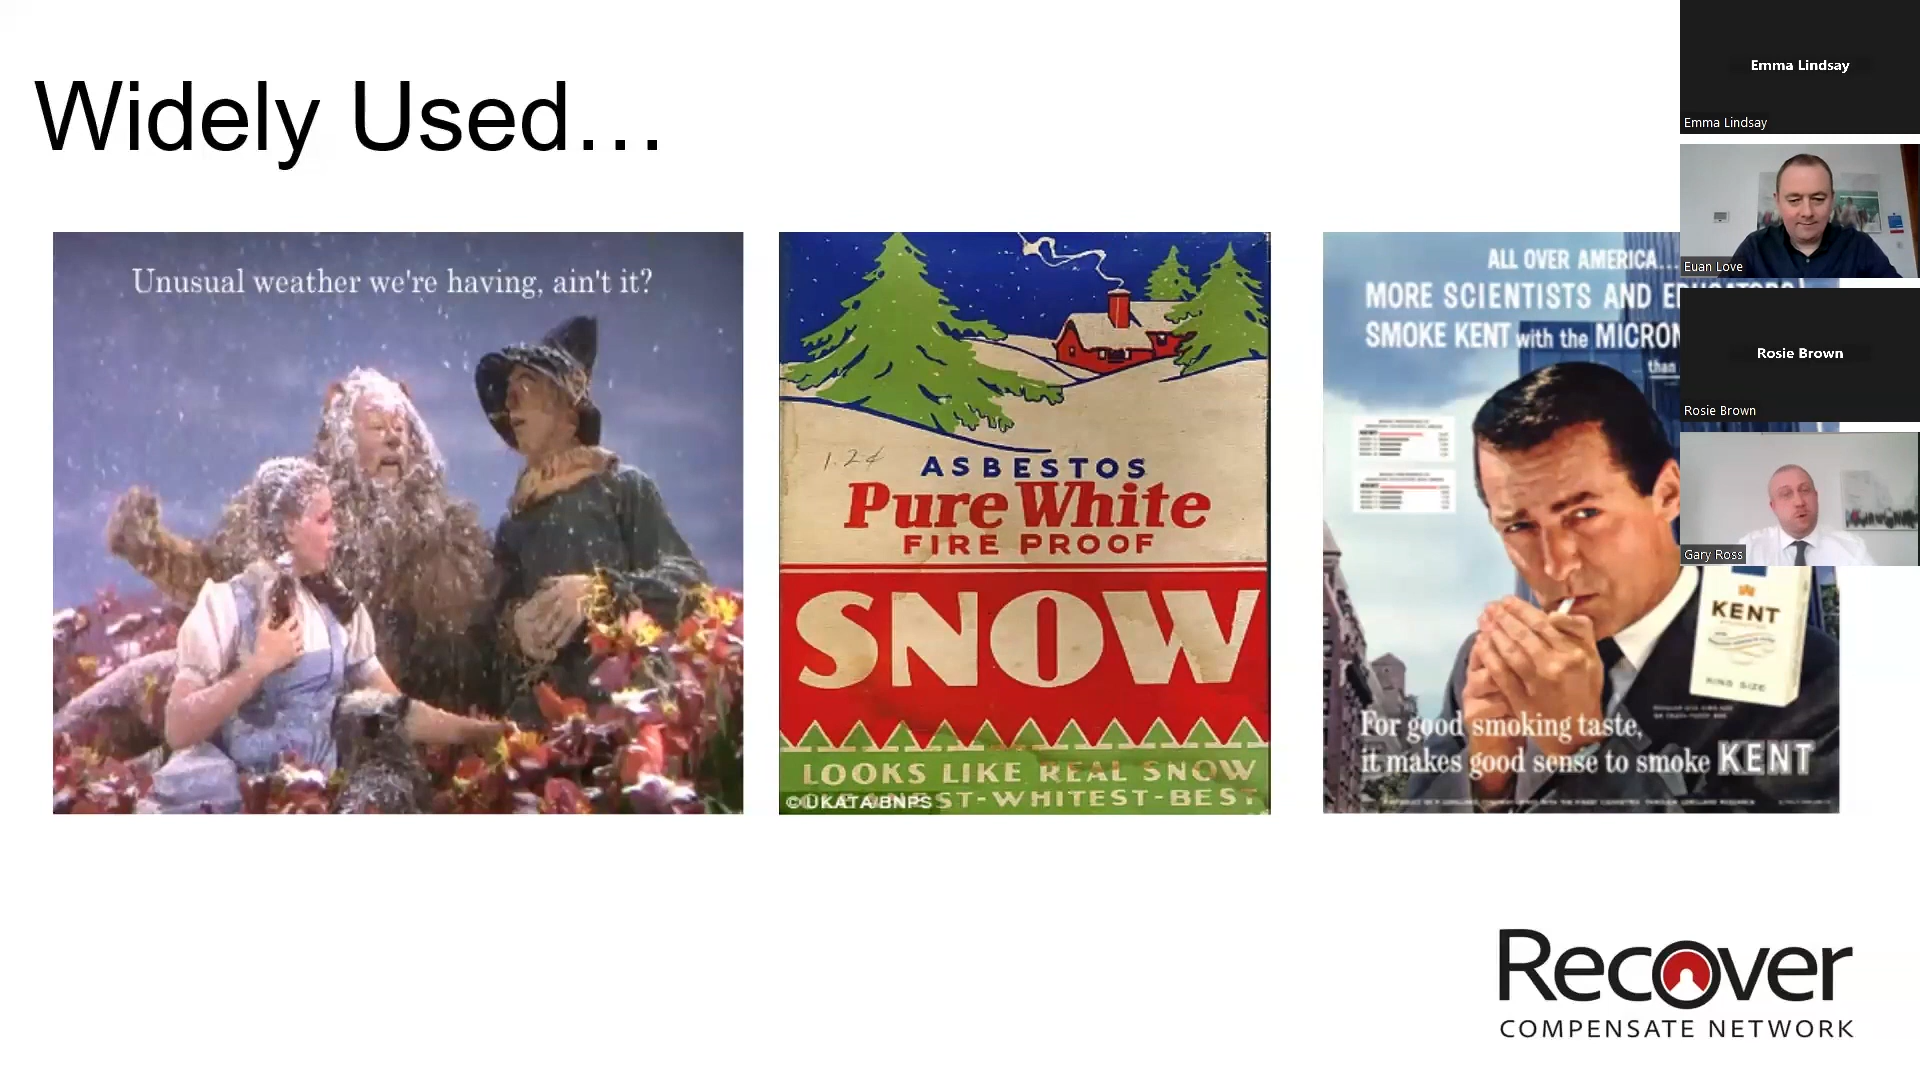 Widely Used...
Unusual weather we're having, ain't it?
1.24
ASBESTOS
Pure White
FIRE PROOF
SNOW
LOOKS LIKE REAL SNOW
ST-WHITEST-BEST
©UKATA/BNPS
ALL OVER AMERICA...
MORE SCIENTISTS AND EDUCATORS
SMOKE KENT with the MICRON
than
KENT
KING SIZE
For good smoking taste,
it makes good sense to smoke KENT
Emma Lindsay
Emma Lindsay
Euan Love
Rosie Brown
Rosie Brown
Gary Ross
Recover
COMPENSATE NETWORK